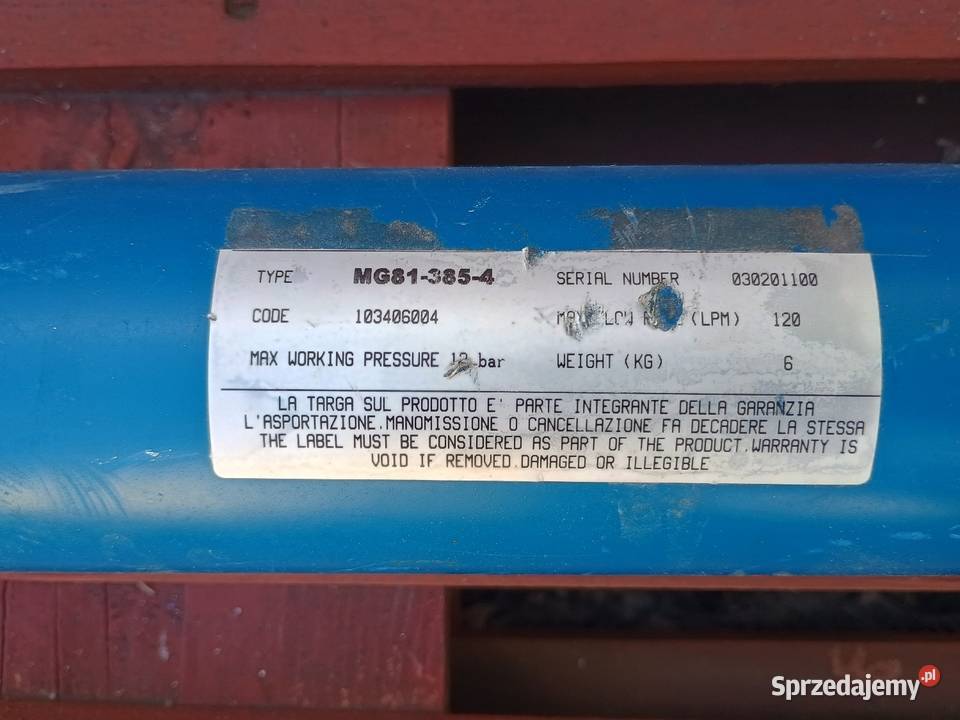 TYPE MG81-385-4 SERIAL NUMBER 030201100
CODE 103406004 (LPM) 120
MAX WORKING PRESSURE bar WEIGHT (KG) 6
LA TARGA SUL PRODOTTO E' PARTE INTEGRANTE DELLA GARANZIA
L'ASPORTAZIONE.MANOMISSIONE O CANCELLAZIONE FA DECADERE LA STESSA
THE LABEL MUST BE CONSIDERED AS PART OF THE PRODUCT.WARRANTY IS
VOID IF REMOVED.DAMAGED OR ILLEGIBLE
Sprzedajemy.pl